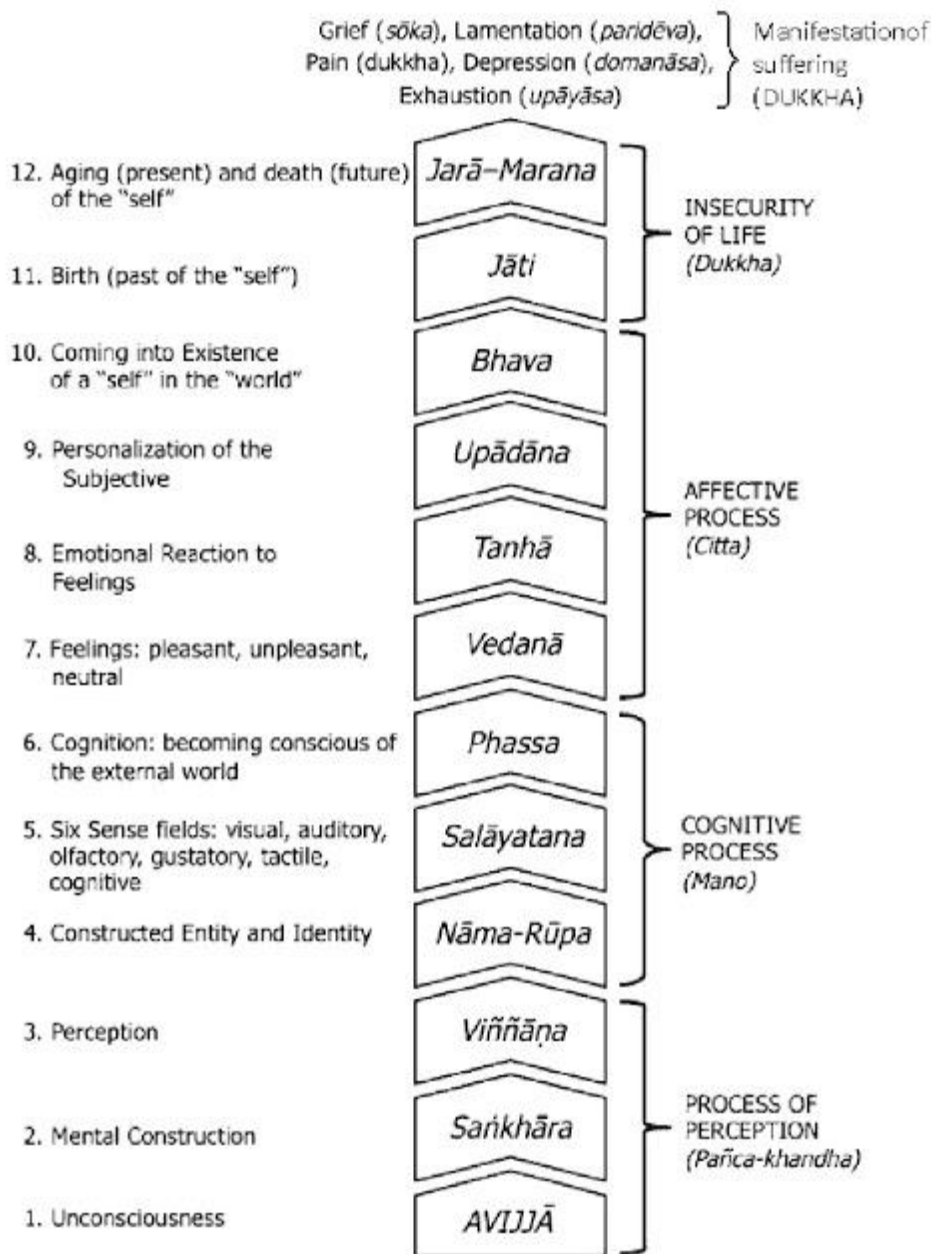 Grief (sōka), Lamentation (paridēva),
Pain (dukkha), Depression (domanāsa),
Exhaustion (upāyāsa)
Manifestationof
suffering
(DUKKHA)
12. Aging (present) and death (future)
of the "self"
Jarā–Marana
INSECURITY
OF LIFE
(Dukkha)
11. Birth (past of the "self")
Jāti
10. Coming into Existence
of a "self" in the "world"
Bhava
9. Personalization of the
Subjective
Upādāna
AFFECTIVE
PROCESS
(Citta)
8. Emotional Reaction to
Feelings
Tanhā
7. Feelings: pleasant, unpleasant,
neutral
Vedanā
6. Cognition: becoming conscious of
the external world
Phassa
5. Six Sense fields: visual, auditory,
olfactory, gustatory, tactile,
cognitive
Salāyatana
COGNITIVE
PROCESS
(Mano)
4. Constructed Entity and Identity
Nāma-Rūpa
3. Perception
Viññāṇa
2. Mental Construction
Saṅkhāra
PROCESS OF
PERCEPTION
(Pañca-khandha)
1. Unconsciousness
AVIJJĀ